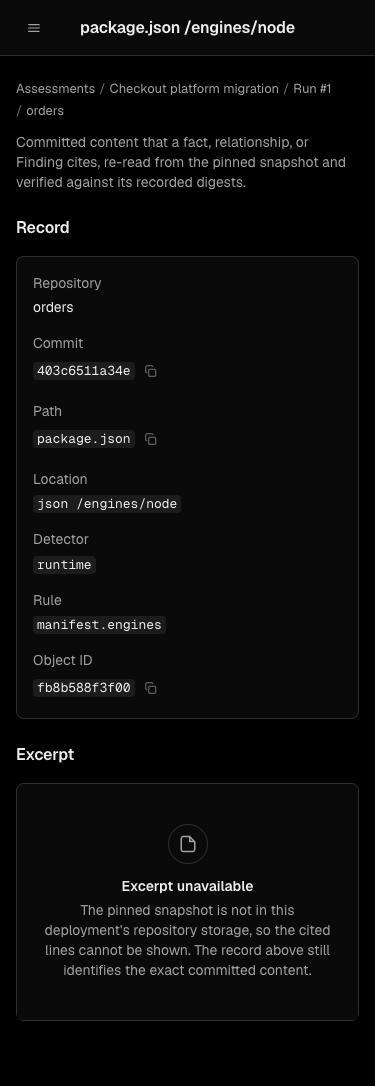 package.json /engines/node
Assessments / Checkout platform migration / Run #1
/ orders
Committed content that a fact, relationship, or
Finding cites, re-read from the pinned snapshot and
verified against its recorded digests.
Record
Repository
orders
Commit
403c6511a34e
Path
package.json
Location
json /engines/node
Detector
runtime
Rule
manifest.engines
Object ID
fb8b588f3f00
Excerpt
Excerpt unavailable
The pinned snapshot is not in this
deployment's repository storage, so the cited
lines cannot be shown. The record above still
identifies the exact committed content.